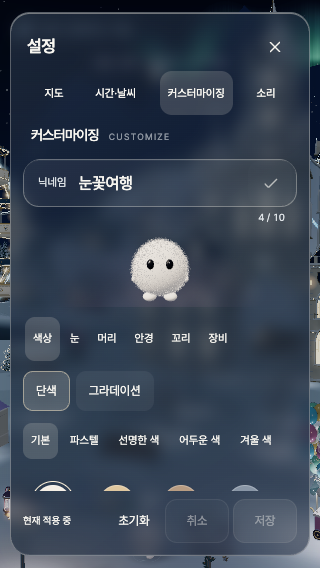 설정
지도 시간·날씨 커스터마이징 소리
커스터마이징 CUSTOMIZE
닉네임 눈꽃여행
4 / 10
색상 눈 머리 안경 꼬리 장비
단색 그라데이션
기본 파스텔 선명한 색 어두운 색 겨울 색
현재 적용 중 초기화 취소 저장